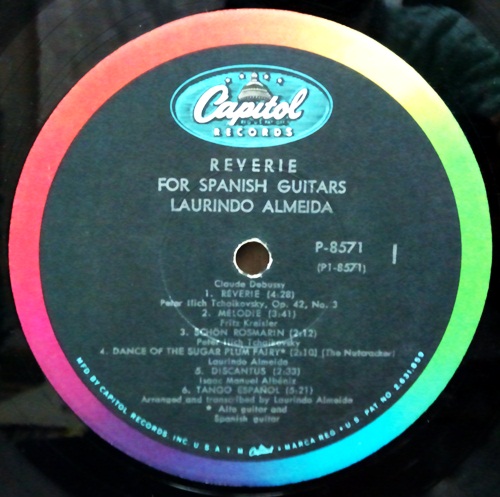 Capitol
RECORDS
REVERIE
FOR SPANISH GUITARS
LAURINDO ALMEIDA
P-8571
1
(P1-8571)
Claude Debussy
1. REVERIE (4:28)
Peter Ilich Tchaikovsky, Op. 42, No. 3
2. MELODIE (3:41)
Fritz Kreisler
3. SCHON ROSMARIN (2:12)
Peter Ilich Tchaikovsky
4. DANCE OF THE SUGAR PLUM FAIRY* (2:10) (The Nutcracker)
Laurindo Almeida
5. DISCANTUS (2:33)
Isaac Manuel Albéniz
6. TANGO ESPAÑOL (5:21)
Arranged and transcribed by Laurindo Almeida
* Alto guitar and
Spanish guitar
MFD. BY CAPITOL RECORDS, INC. U.S.A. T.M. Capitol MARCA REG. • U.S. PAT. NO. 2,631,859